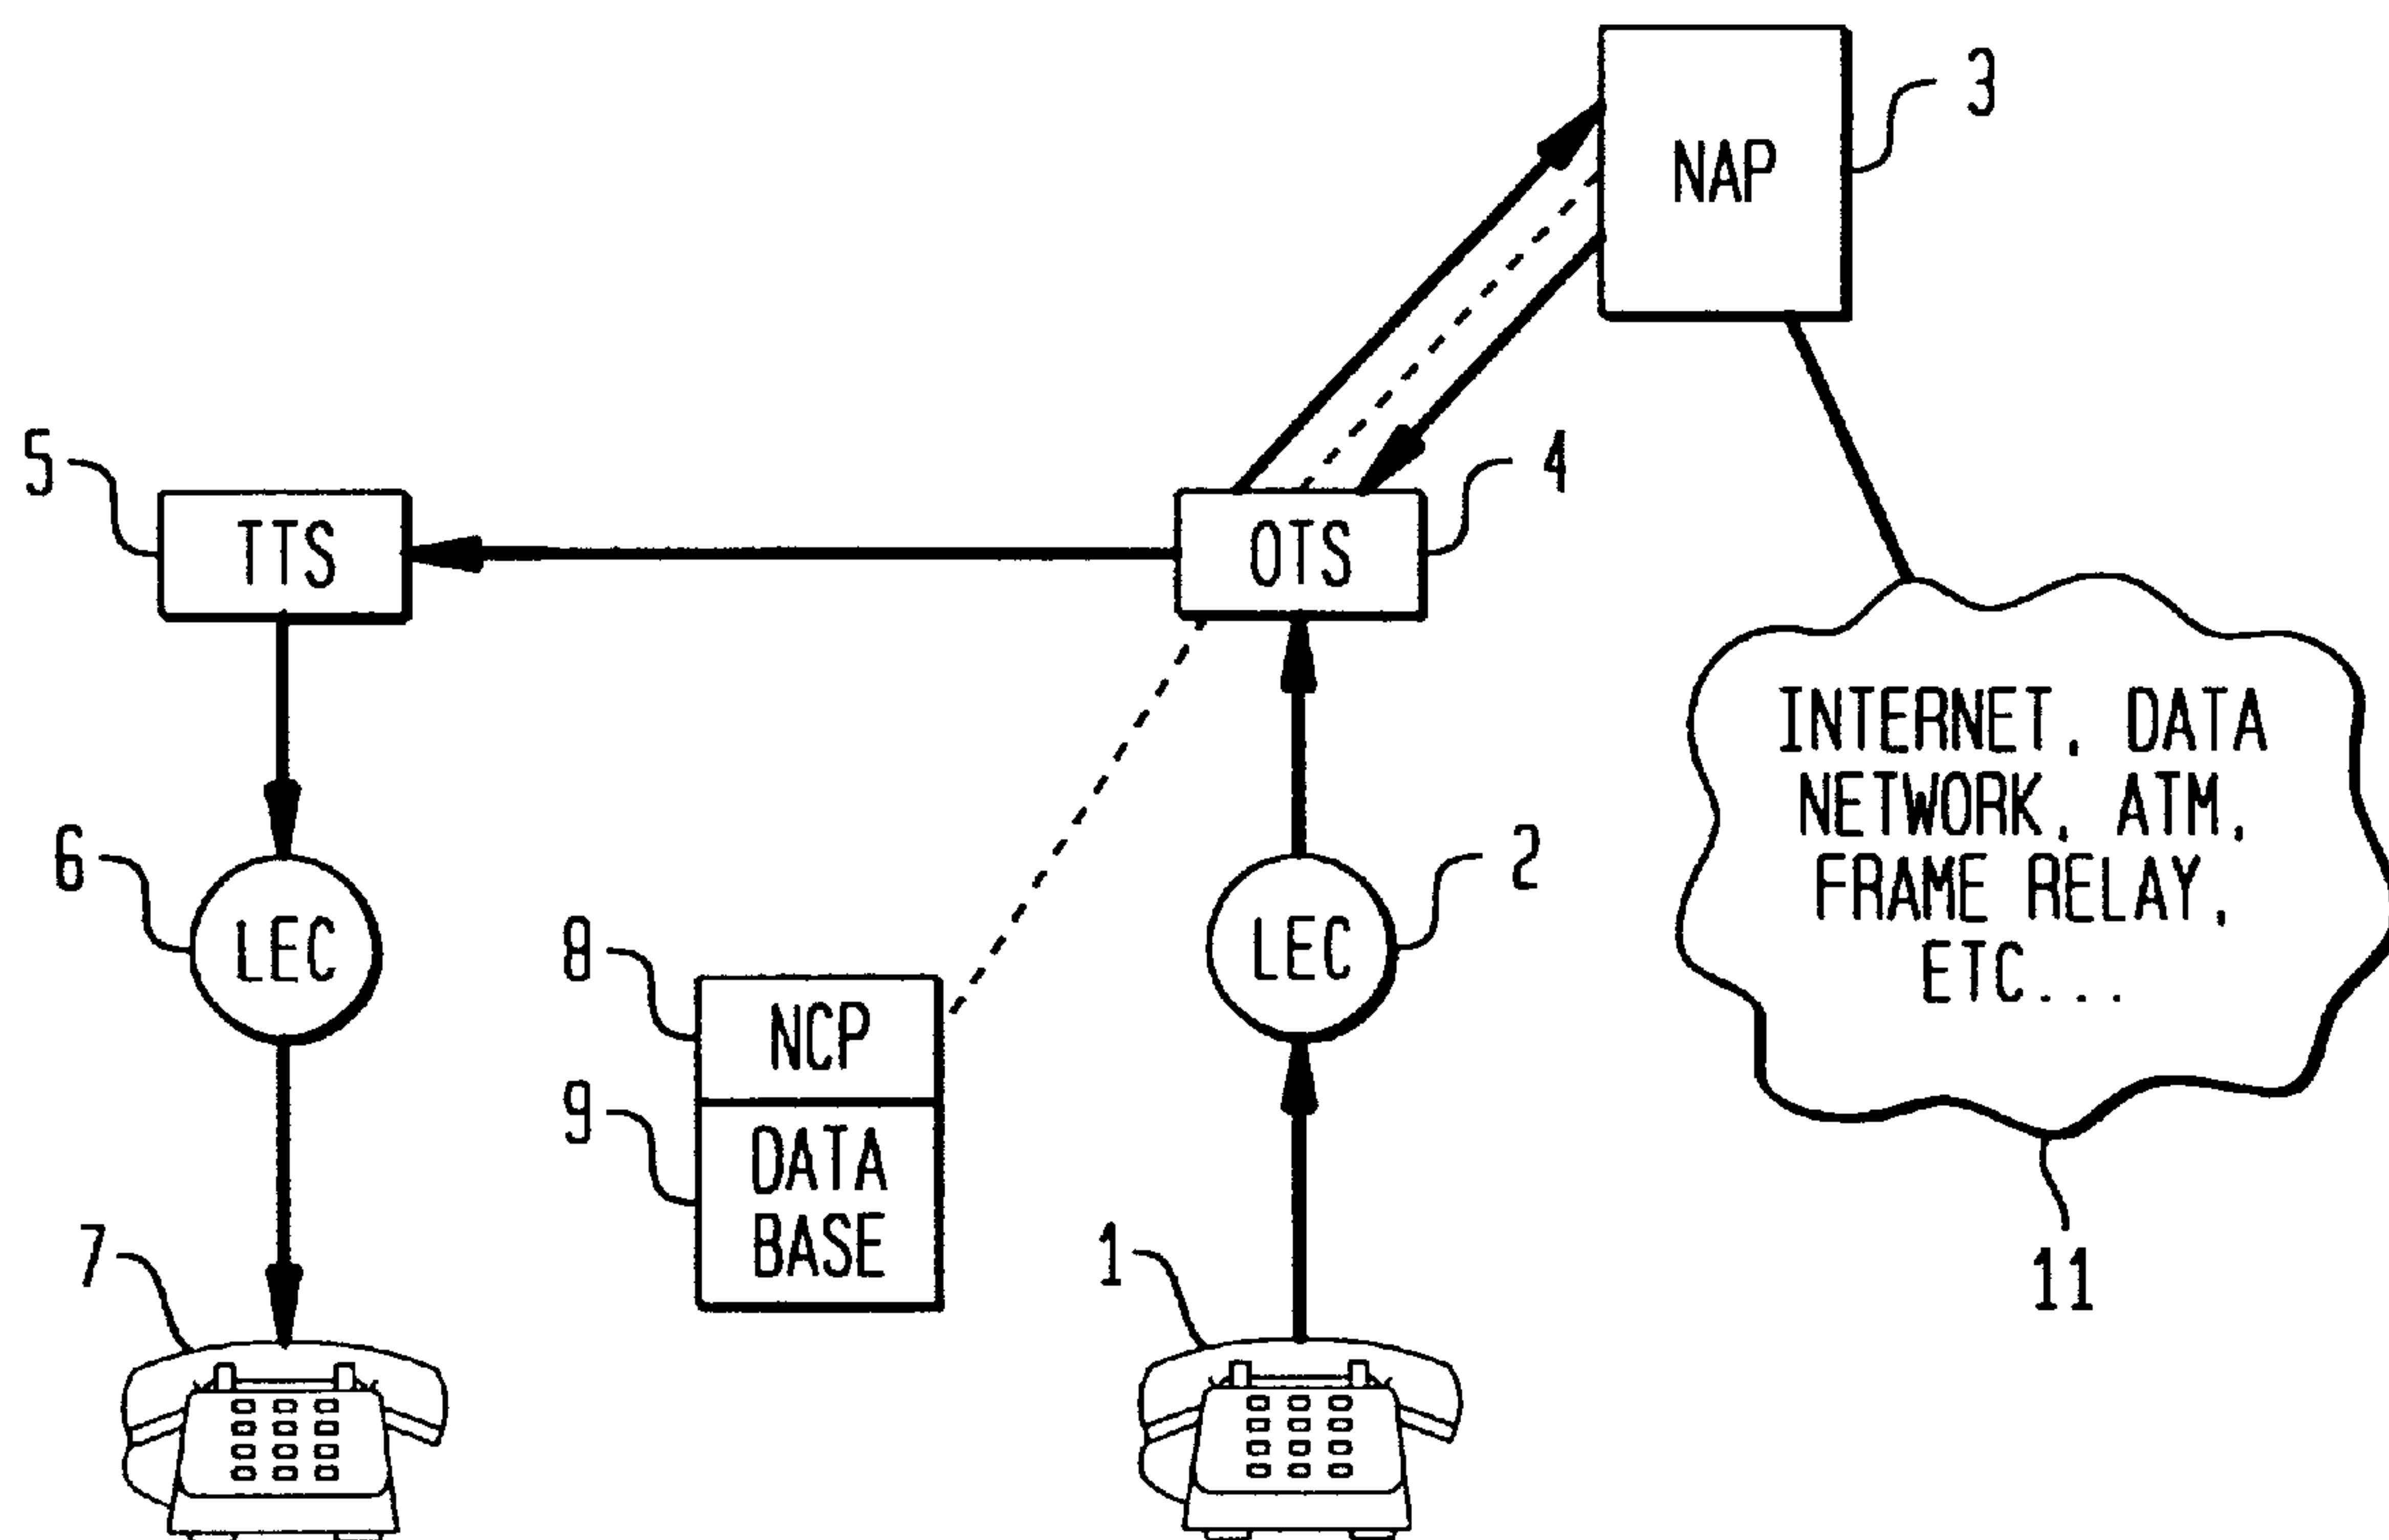 3
NAP
5
4
TTS
OTS
INTERNET, DATA
NETWORK, ATM,
FRAME RELAY,
ETC...
6
2
LEC
LEC
8
NCP
9
DATA
BASE
7
1
11